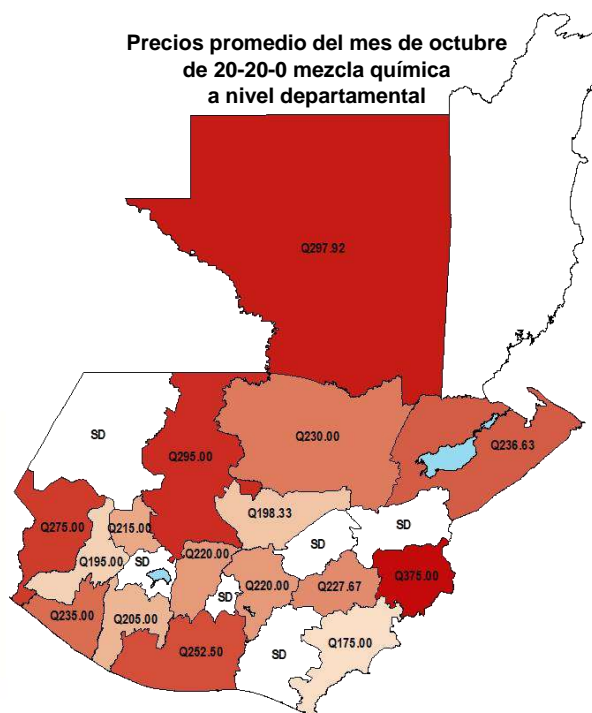 Precios promedio del mes de octubre
de 20-20-0 mezcla química
a nivel departamental
Q297.92
SD
Q295.00
Q230.00
Q236.63
Q275.00
Q215.00
Q198.33
SD
Q195.00
SD
Q220.00
SD
Q375.00
Q220.00
Q227.67
SD
Q235.00
Q205.00
Q252.50
SD
Q175.00